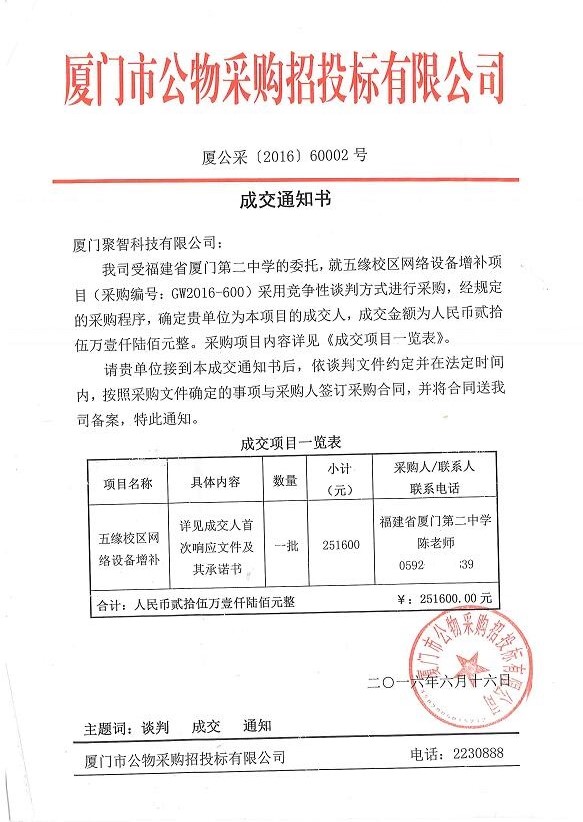 厦门市公物采购招投标有限公司
厦公采〔2016〕60002 号
成交通知书
厦门聚智科技有限公司：
我司受福建省厦门第二中学的委托，就五缘校区网络设备增补项
目（采购编号：GW2016-600）采用竞争性谈判方式进行采购，经规定
的采购程序，确定贵单位为本项目的成交人，成交金额为人民币贰拾
伍万壹仟陆佰元整。采购项目内容详见《成交项目一览表》。
请贵单位接到本成交通知书后，依谈判文件约定并在法定时间
内，按照采购文件确定的事项与采购人签订采购合同，并将合同送我
司备案，特此通知。
成交项目一览表
项目名称
具体内容
数量
小计
（元）
采购人/联系人
联系电话
五缘校区网
络设备增补
详见成交人首
次响应文件及
其承诺书
一批
251600
福建省厦门第二中学
陈老师
0592 39
合计：人民币贰拾伍万壹仟陆佰元整 ￥：251600.00 元
厦门市公物采购招投标有限公司
二〇一六年六月十六日
主题词：谈判 成交 通知
厦门市公物采购招投标有限公司 电话：2230888